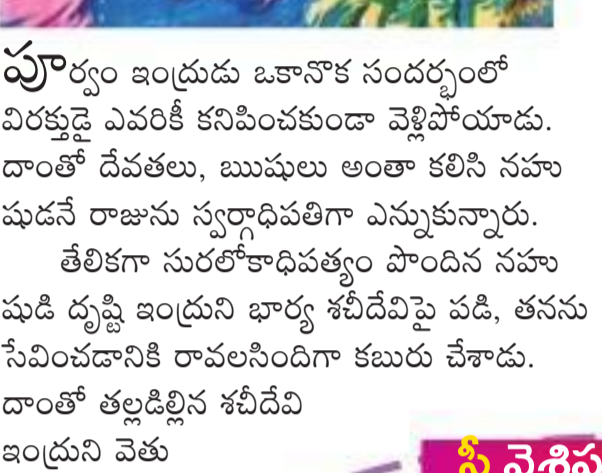 పూర్వం ఇంద్రుడు ఒకానొక సందర్భంలో
విరక్తుడై ఎవరికీ కనిపించకుండా వెళ్లిపోయాడు.
దాంతో దేవతలు, ఋషులు అంతా కలిసి నహు
షుడనే రాజును స్వర్గాధిపతిగా ఎన్నుకున్నారు.
తేలికగా సురలోకాధిపత్యం పొందిన నహు
షుడి దృష్టి ఇంద్రుని భార్య శచీదేవిపై పడి, తనను
సేవించడానికి రావలసిందిగా కబురు చేశాడు.
దాంతో తల్లడిల్లిన శచీదేవి
ఇంద్రుని వెతు